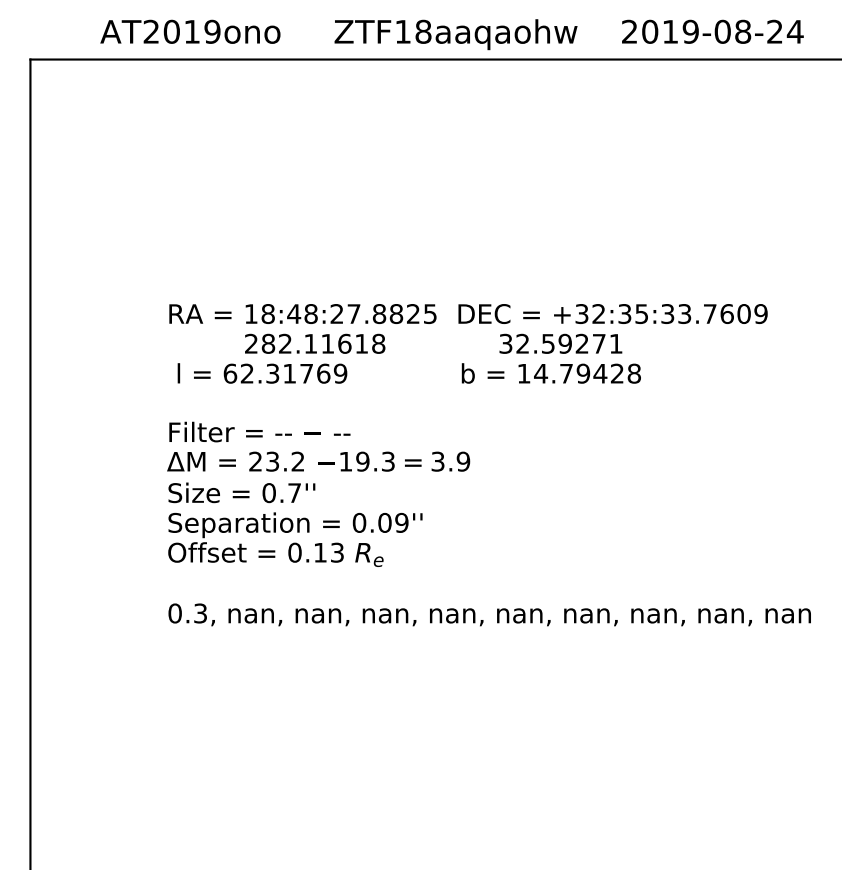 AT2019ono ZTF18aaqaohw 2019-08-24
RA = 18:48:27.8825 DEC = +32:35:33.7609
282.11618 32.59271
l = 62.31769 b = 14.79428
Filter = -- − --
ΔM = 23.2 −19.3 = 3.9
Size = 0.7''
Separation = 0.09''
Offset = 0.13 Re
0.3, nan, nan, nan, nan, nan, nan, nan, nan, nan